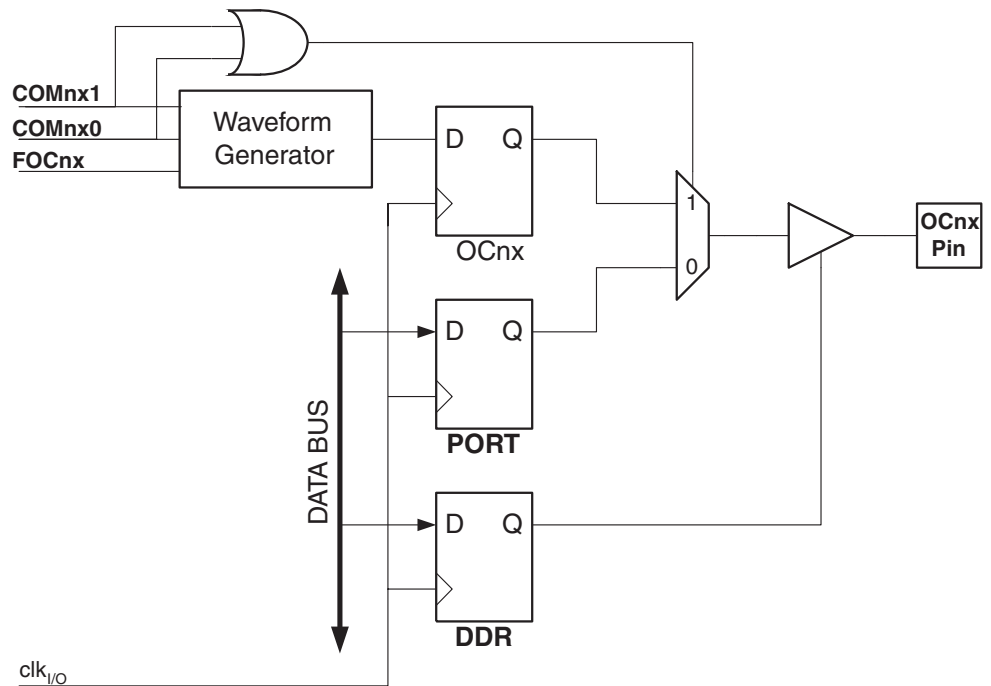 COMnx1
COMnx0
FOCnx
Waveform
Generator
D Q
OCnx
1
0
OCnx
Pin
D Q
PORT
DATA BUS
D Q
DDR
clkI/O